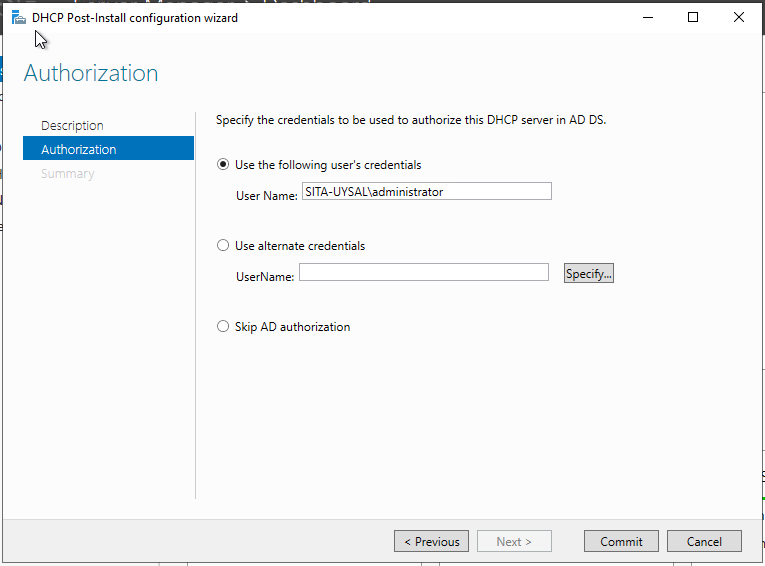 DHCP Post-Install configuration wizard
Authorization
Description
Authorization
Summary
Specify the credentials to be used to authorize this DHCP server in AD DS.
Use the following user's credentials
User Name: SITA-UYSAL\administrator
Use alternate credentials
UserName: Specify...
Skip AD authorization
< Previous Next > Commit Cancel